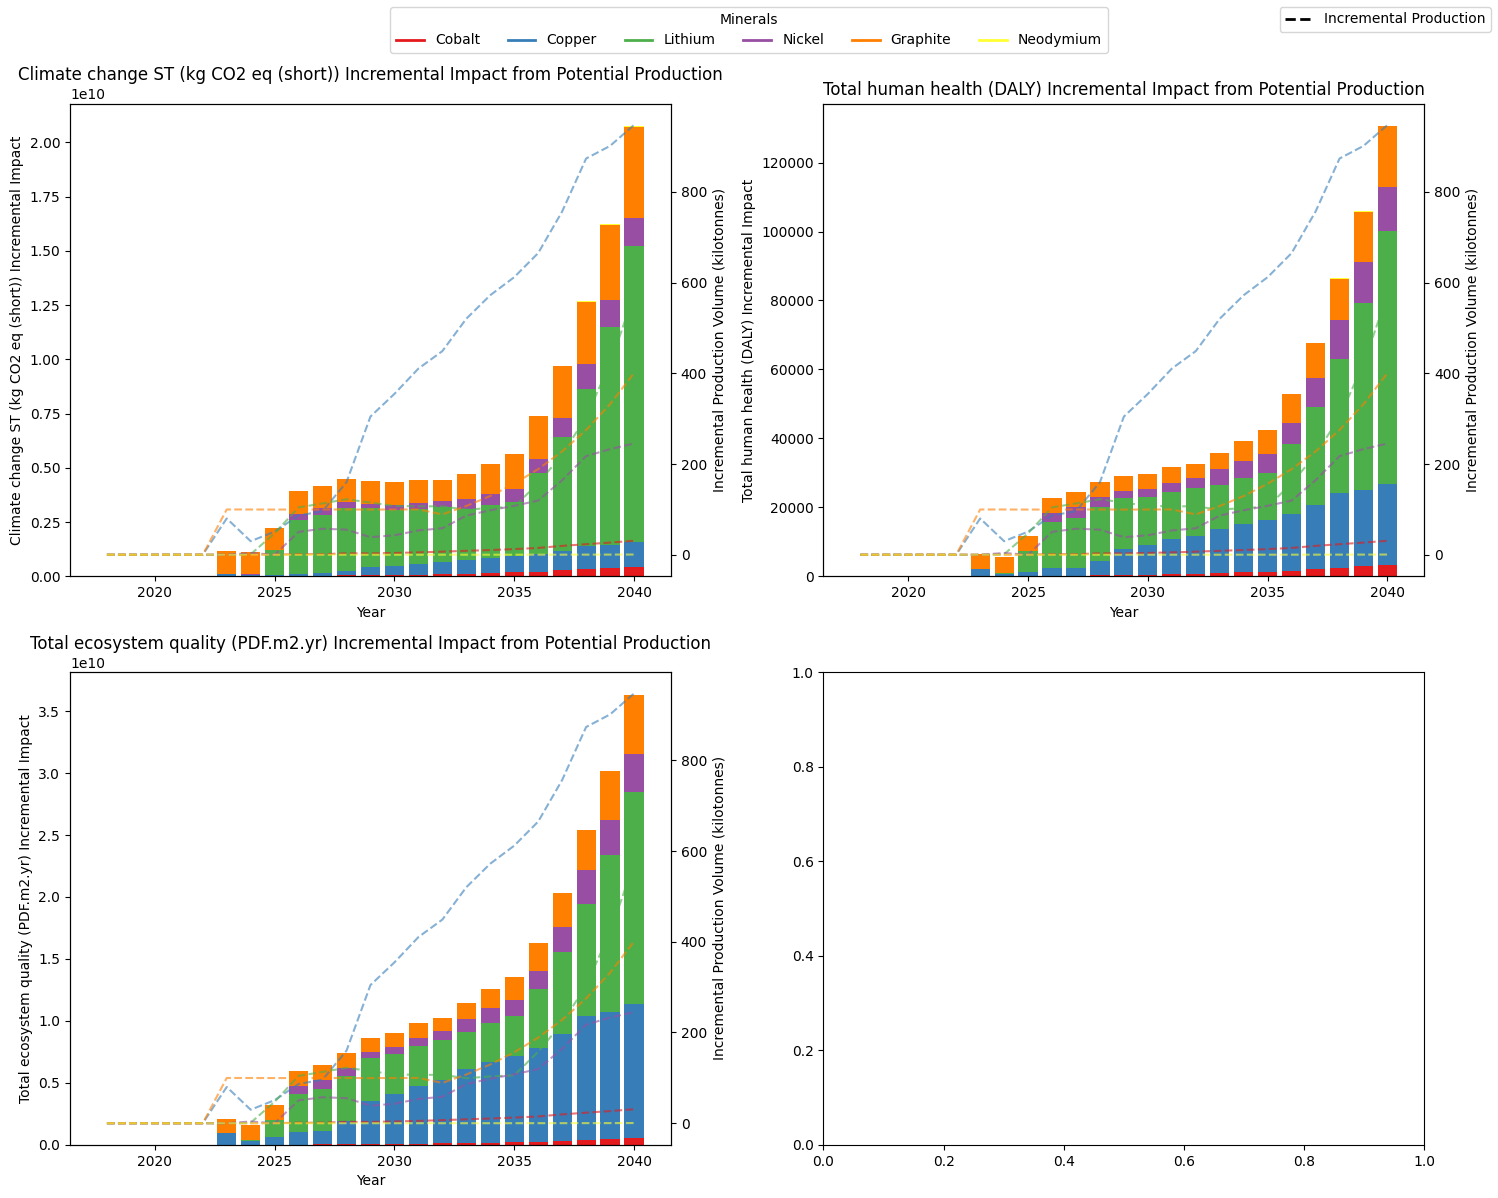 Minerals
Cobalt Copper Lithium Nickel Graphite Neodymium
Incremental Production
Climate change ST (kg CO2 eq (short)) Incremental Impact from Potential Production
1e10
Climate change ST (kg CO2 eq (short)) Incremental Impact
2.00
1.75
1.50
1.25
1.00
0.75
0.50
0.25
0.00
800
600
400
200
0
Incremental Production Volume (kilotonnes)
2020 2025 2030 2035 2040
Year
Total human health (DALY) Incremental Impact from Potential Production
Total human health (DALY) Incremental Impact
120000
100000
80000
60000
40000
20000
0
800
600
400
200
0
Incremental Production Volume (kilotonnes)
2020 2025 2030 2035 2040
Year
Total ecosystem quality (PDF.m2.yr) Incremental Impact from Potential Production
1e10
Total ecosystem quality (PDF.m2.yr) Incremental Impact
3.5
3.0
2.5
2.0
1.5
1.0
0.5
0.0
800
600
400
200
0
Incremental Production Volume (kilotonnes)
2020 2025 2030 2035 2040
Year
1.0
0.8
0.6
0.4
0.2
0.0
0.0 0.2 0.4 0.6 0.8 1.0